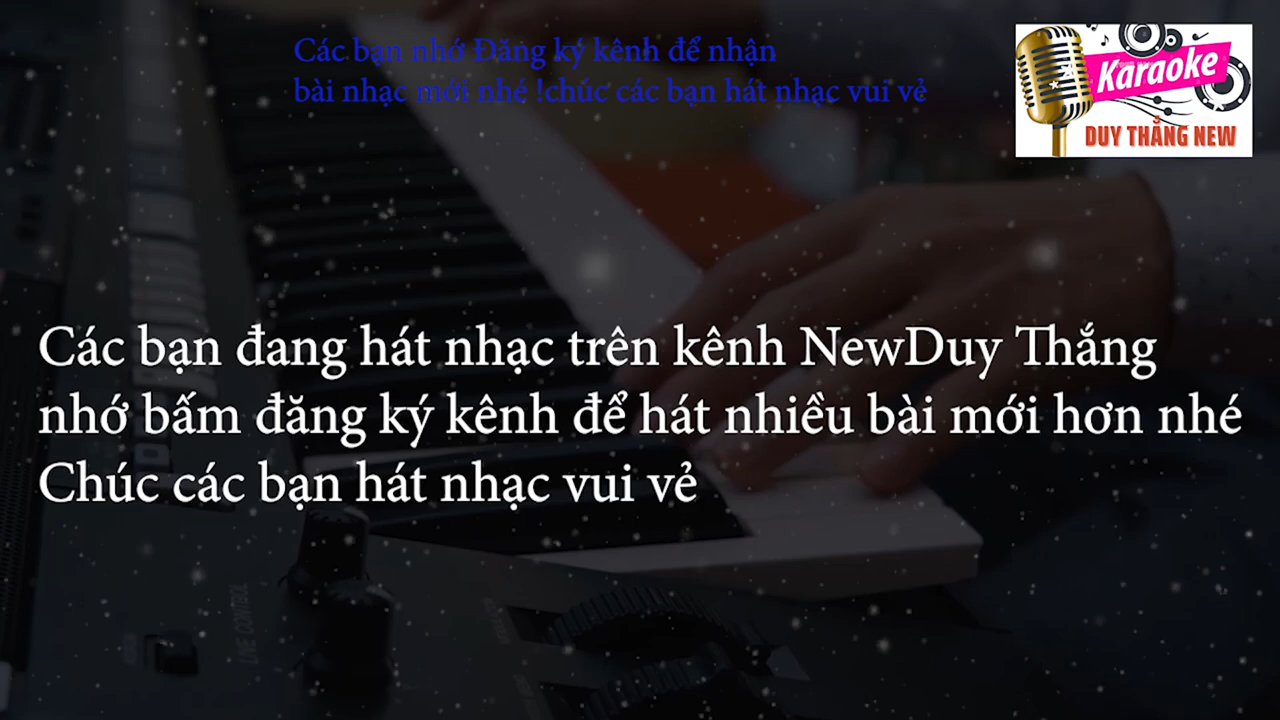 Các bạn nhớ Đăng ký kênh để nhận
bài nhạc mới nhé !chúc các bạn hát nhạc vui vẻ
Karaoke
DUY THẮNG NEW
Các bạn đang hát nhạc trên kênh NewDuy Thắng
nhớ bấm đăng ký kênh để hát nhiều bài mới hơn nhé
Chúc các bạn hát nhạc vui vẻ
LIVE CONTROL